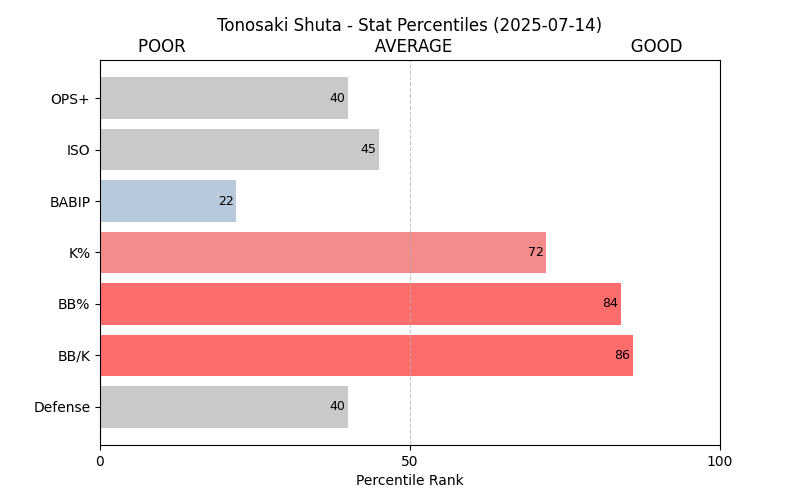 Tonosaki Shuta - Stat Percentiles (2025-07-14)
POOR AVERAGE GOOD
OPS+ 40
ISO 45
BABIP 22
K% 72
BB% 84
BB/K 86
Defense 40
0 50 100
Percentile Rank